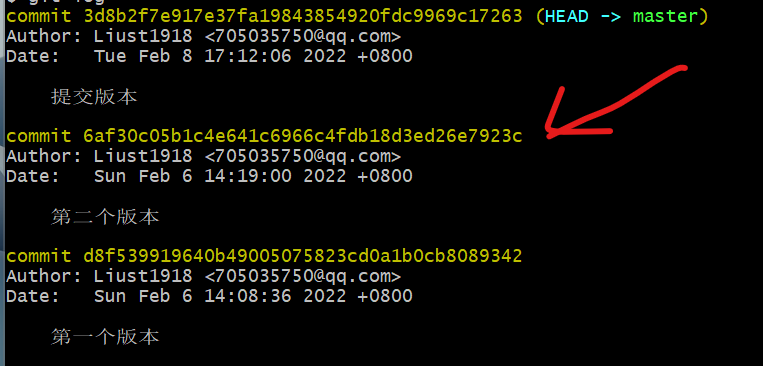 commit 3d8b2f7e917e37fa19843854920fdc9969c17263 (HEAD -> master)
Author: Liust1918 <705035750@qq.com>
Date:   Tue Feb 8 17:12:06 2022 +0800
提交版本
commit 6af30c05b1c4e641c6966c4fdb18d3ed26e7923c
Author: Liust1918 <705035750@qq.com>
Date:   Sun Feb 6 14:19:00 2022 +0800
第二个版本
commit d8f539919640b49005075823cd0a1b0cb8089342
Author: Liust1918 <705035750@qq.com>
Date:   Sun Feb 6 14:08:36 2022 +0800
第一个版本